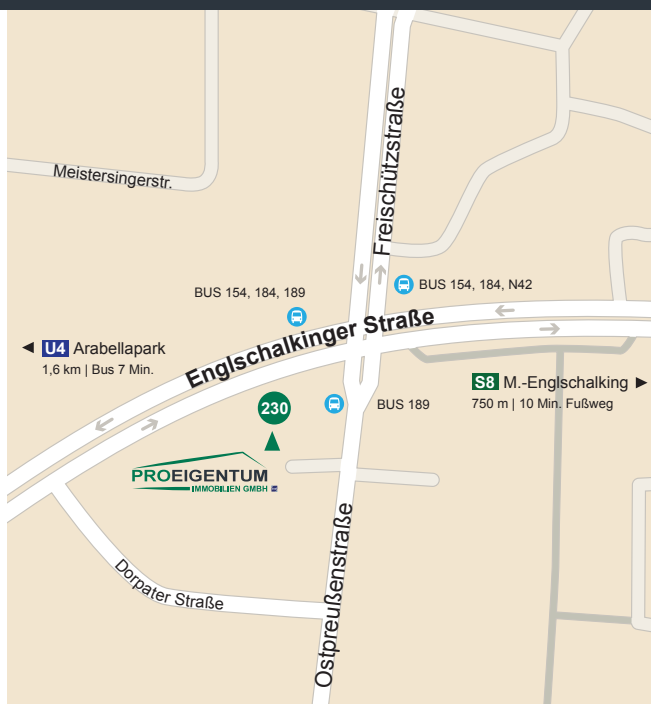 Meistersingerstr.
Freischützstraße
BUS 154, 184, 189
BUS 154, 184, N42
Englschalkinger Straße
◄ U4 Arabellapark
1,6 km | Bus 7 Min.
S8 M.-Englschalking ►
750 m | 10 Min. Fußweg
230
BUS 189
PROEIGENTUM
IMMOBILIEN GMBH
Dorpater Straße
Ostpreußenstraße